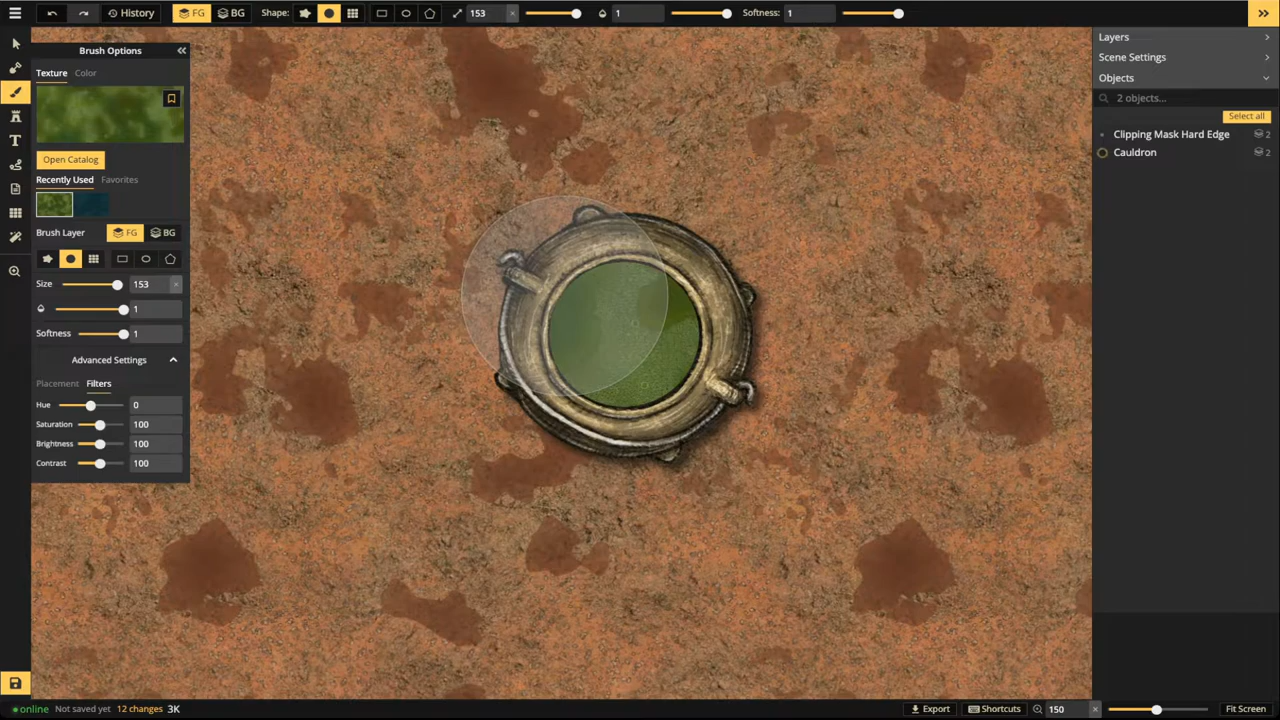 History FG BG Shape: 153 1 Softness: 1
Brush Options
Texture Color
Open Catalog
Recently Used Favorites
Brush Layer FG BG
Size 153
1
Softness 1
Advanced Settings
Placement Filters
Hue 0
Saturation 100
Brightness 100
Contrast 100
Layers
Scene Settings
Objects
2 objects...
Select all
Clipping Mask Hard Edge 2
Cauldron 2
online Not saved yet 12 changes 3K Export Shortcuts 150 Fit Screen